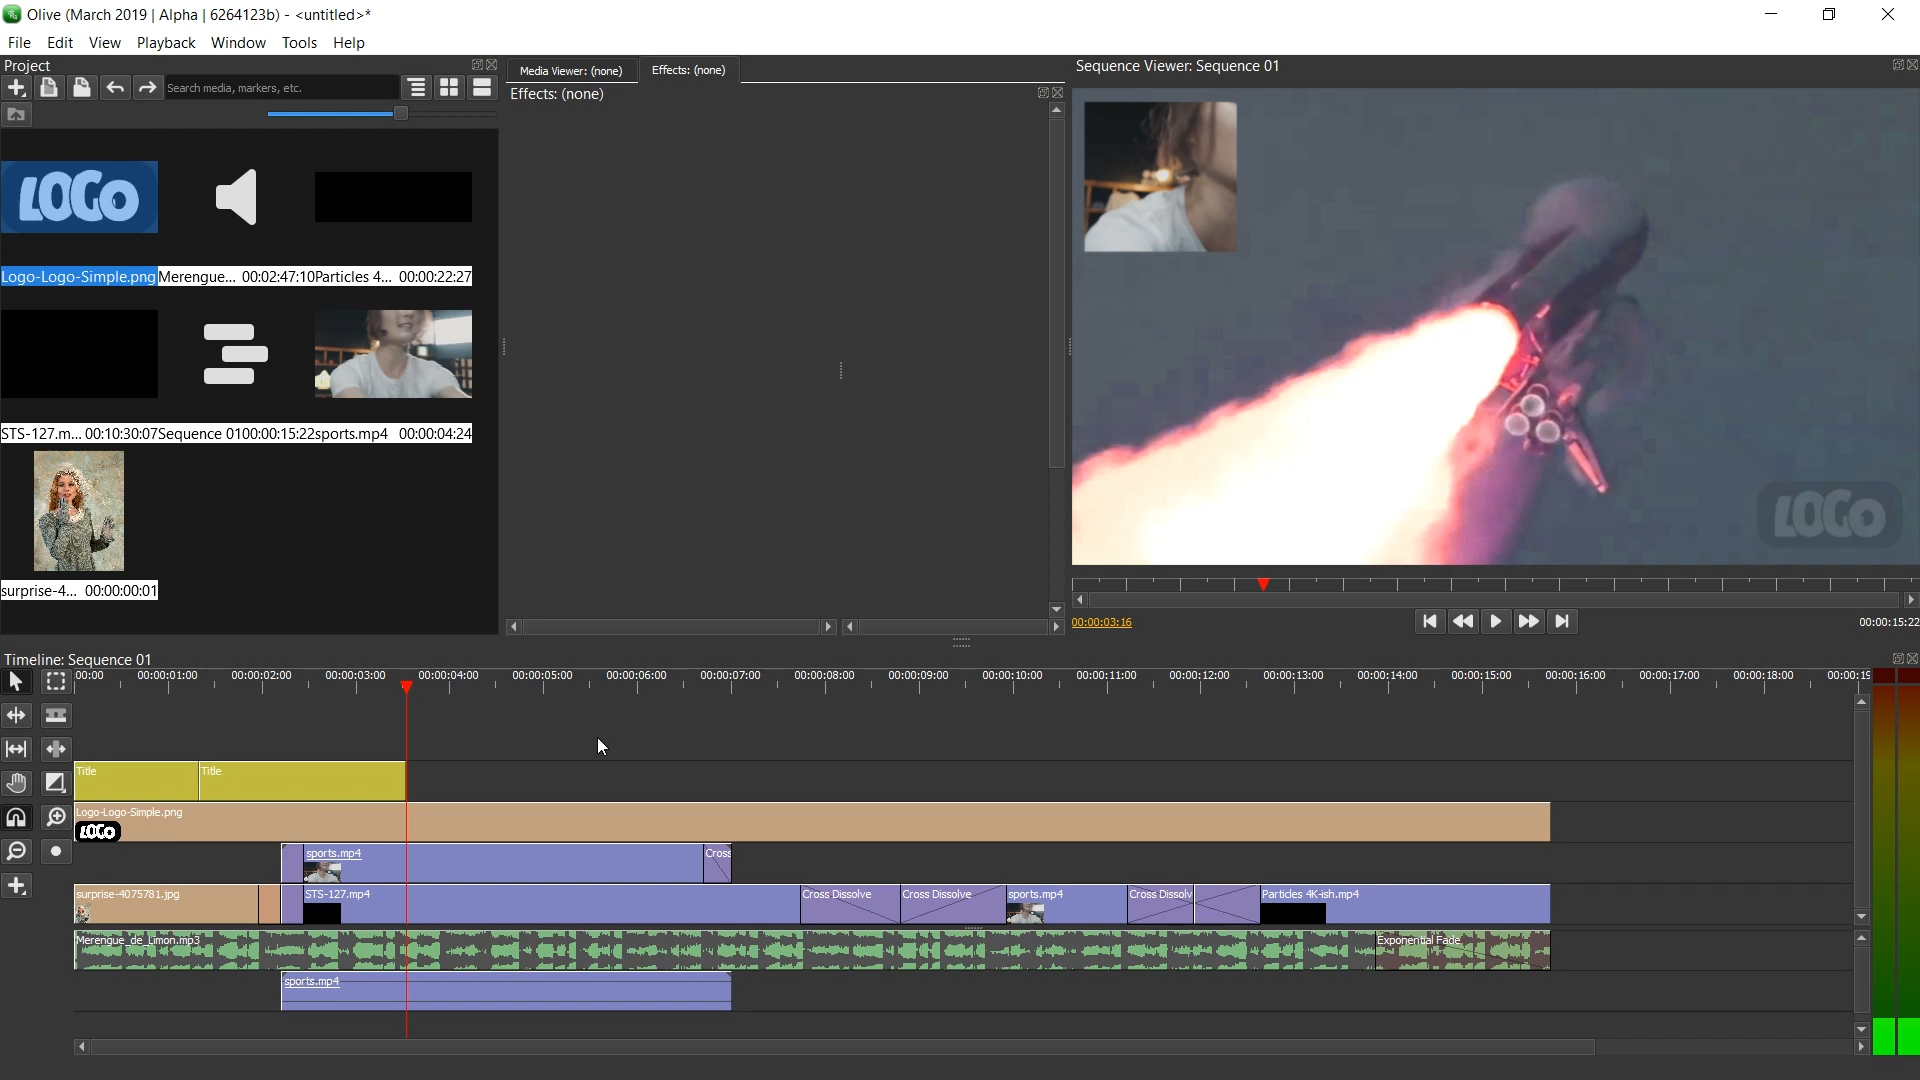 Olive (March 2019 | Alpha | 6264123b) - <untitled>*
File Edit View Playback Window Tools Help
Project
Search media, markers, etc.
LOGO
Logo-Logo-Simple.png Merengue... 00:02:47:10 Particles 4... 00:00:22:27
STS-127.m... 00:10:30:07 Sequence 01 00:00:15:22 sports.mp4 00:00:04:24
surprise-4... 00:00:00:01
Media Viewer: (none) Effects: (none)
Effects: (none)
Sequence Viewer: Sequence 01
LOGO
00:00:03:16
00:00:15:22
Timeline: Sequence 01
00:00 00:00:01:00 00:00:02:00 00:00:03:00 00:00:04:00 00:00:05:00 00:00:06:00 00:00:07:00 00:00:08:00 00:00:09:00 00:00:10:00 00:00:11:00 00:00:12:00 00:00:13:00 00:00:14:00 00:00:15:00 00:00:16:00 00:00:17:00 00:00:18:00 00:00:19
Title Title
Logo-Logo-Simple.png
LOGO
sports.mp4 Cross
surprise-4075781.jpg STS-127.mp4 Cross Dissolve Cross Dissolve sports.mp4 Cross Dissolv Particles 4K-ish.mp4
Merengue_de_Limon.mp3 Exponential Fade
sports.mp4